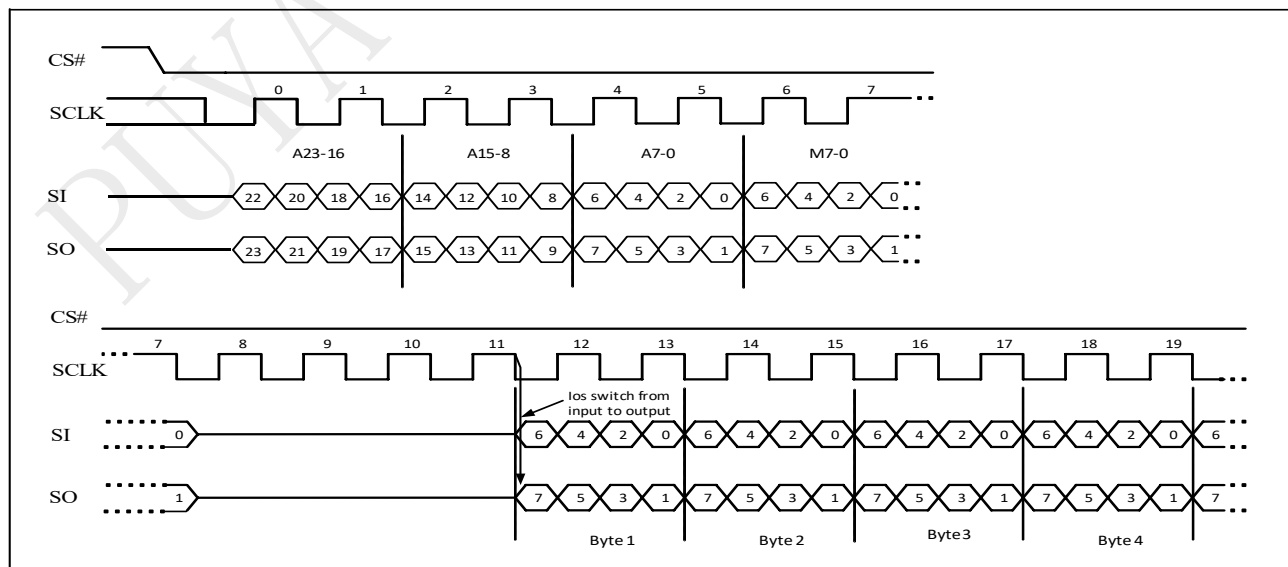 PUYA
CS#
0 1 2 3 4 5 6 7
SCLK
A23-16 A15-8 A7-0 M7-0
SI 22 20 18 16 14 12 10 8 6 4 2 0 6 4 2 0
SO 23 21 19 17 15 13 11 9 7 5 3 1 7 5 3 1
CS#
7 8 9 10 11 12 13 14 15 16 17 18 19
SCLK
Ios switch from
input to output
SI 0 6 4 2 0 6 4 2 0 6 4 2 0 6 4 2 0 6
SO 1 7 5 3 1 7 5 3 1 7 5 3 1 7 5 3 1 7
Byte 1 Byte 2 Byte 3 Byte 4